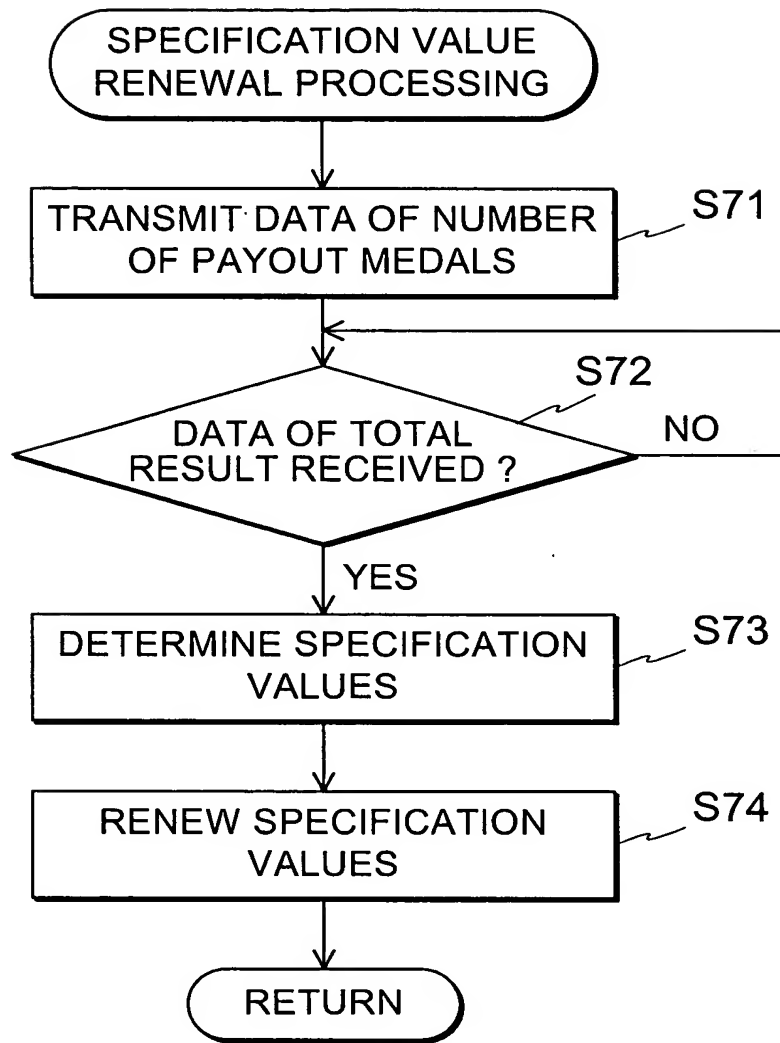 SPECIFICATION VALUE
RENEWAL PROCESSING
TRANSMIT DATA OF NUMBER
OF PAYOUT MEDALS
S71
S72
DATA OF TOTAL
RESULT RECEIVED ?
NO
YES
DETERMINE SPECIFICATION
VALUES
S73
RENEW SPECIFICATION
VALUES
S74
RETURN